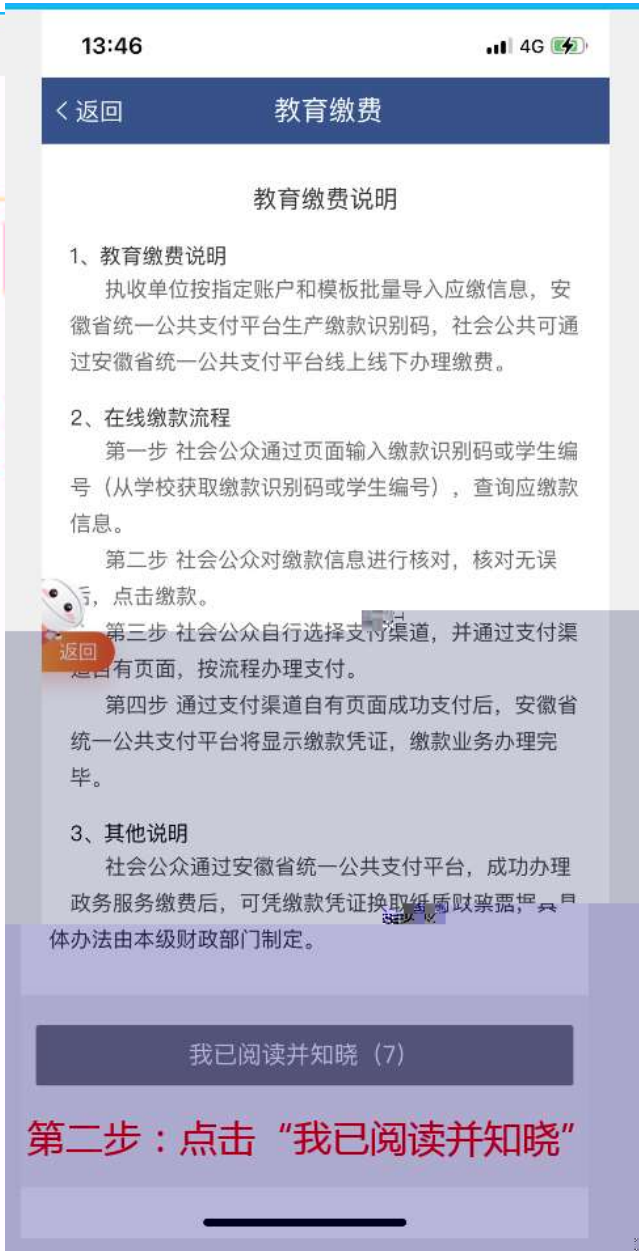 13:46
4G
返回
教育缴费
教育缴费说明
1、教育缴费说明
执收单位按指定账户和模板批量导入应缴信息，安
徽省统一公共支付平台生产缴款识别码，社会公共可通
过安徽省统一公共支付平台线上线下办理缴费。
2、在线缴款流程
第一步 社会公众通过页面输入缴款识别码或学生编
号（从学校获取缴款识别码或学生编号），查询应缴款
信息。
第二步 社会公众对缴款信息进行核对，核对无误
，点击缴款。
第三步 社会公众自行选择支付渠道，并通过支付渠
返回
自有页面，按流程办理支付。
第四步 通过支付渠道自有页面成功支付后，安徽省
统一公共支付平台将显示缴款凭证，缴款业务办理完
毕。
3、其他说明
社会公众通过安徽省统一公共支付平台，成功办理
政务服务缴费后，可凭缴款凭证换取纸质财票据，具
体办法由本级财政部门制定。
我已阅读并知晓（7）
第二步：点击“我已阅读并知晓”